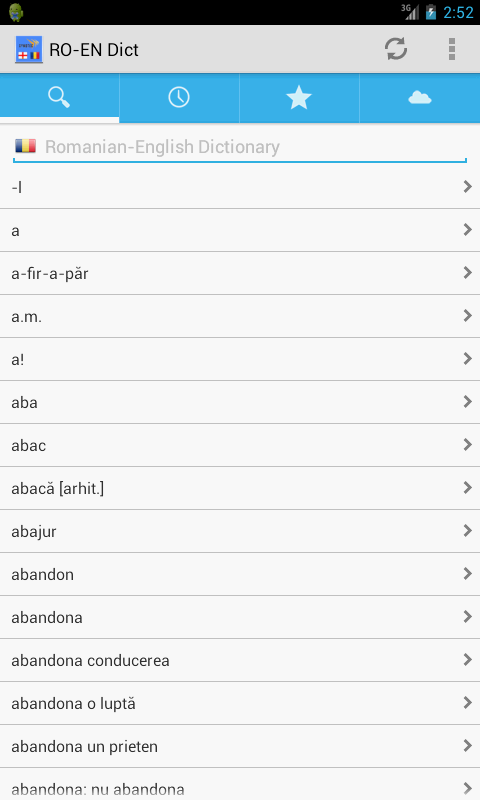 3G 2:52
RO-EN Dict
Romanian-English Dictionary
-l
a
a-fir-a-păr
a.m.
a!
aba
abac
abacă [arhit.]
abajur
abandon
abandona
abandona conducerea
abandona o luptă
abandona un prieten
abandona: nu abandona